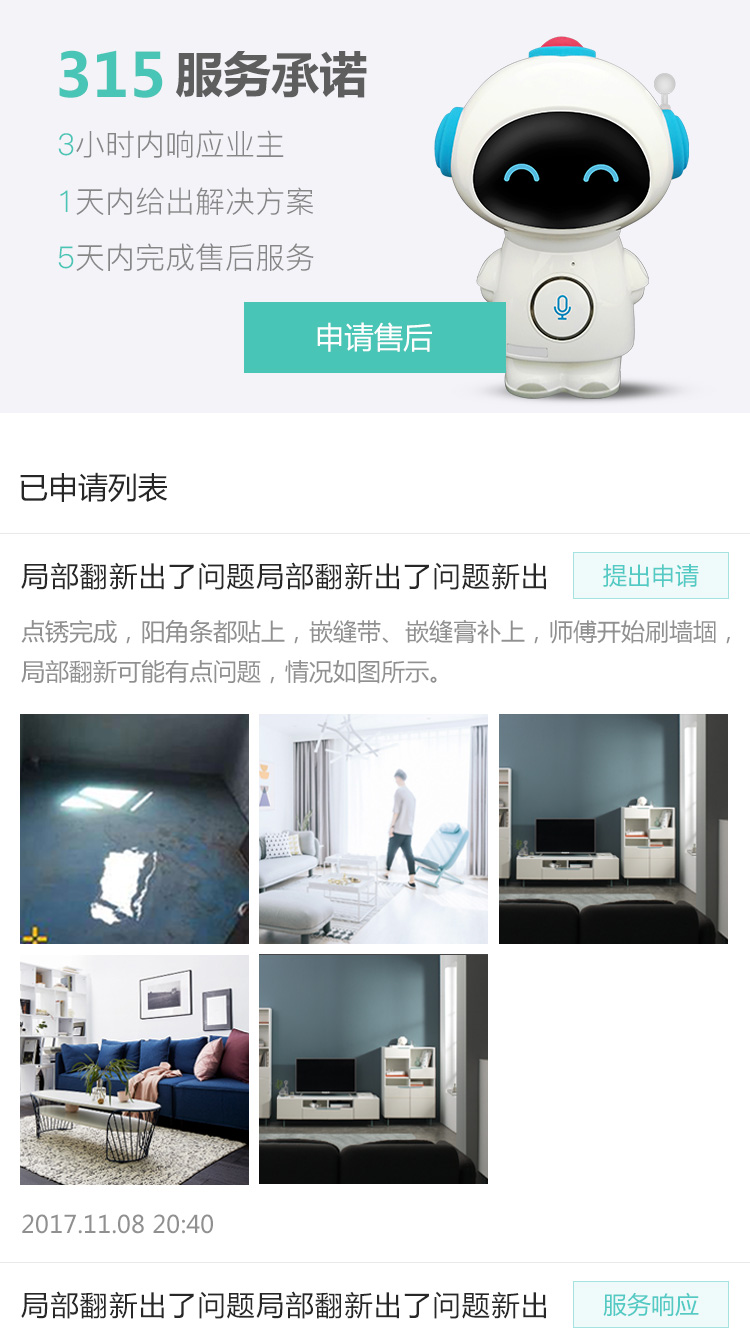 315 服务承诺
3小时内响应业主
1天内给出解决方案
5天内完成售后服务
申请售后
已申请列表
局部翻新出了问题局部翻新出了问题新出
提出申请
点锈完成，阳角条都贴上，嵌缝带、嵌缝膏补上，师傅开始刷墙堌，
局部翻新可能有点问题，情况如图所示。
2017.11.08 20:40
局部翻新出了问题局部翻新出了问题新出
服务响应